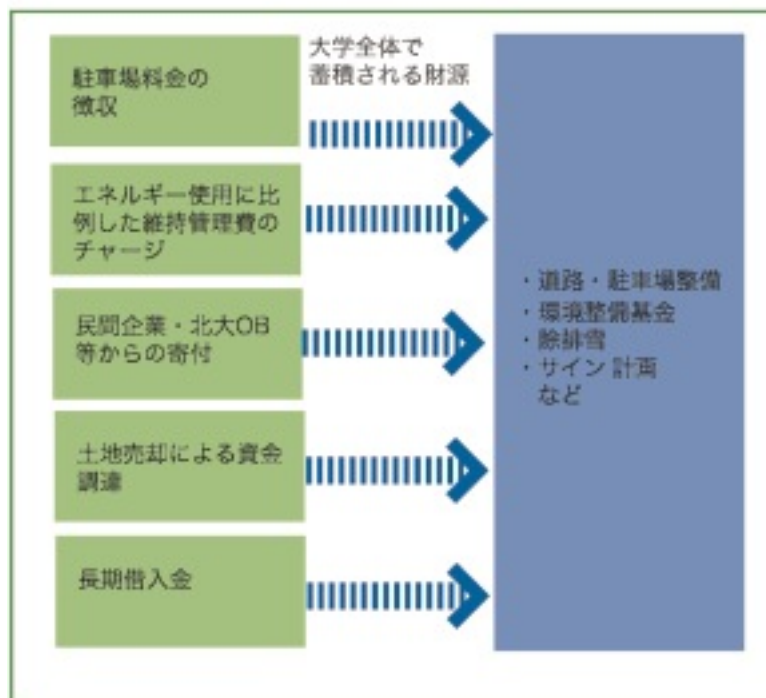 駐車場料金の
徴収
大学全体で
蓄積される財源
エネルギー使用に比
例した維持管理費の
チャージ
民間企業・北大OB
等からの寄付
土地売却による資金
調達
長期借入金
・道路・駐車場整備
・環境整備基金
・除排雪
・サイン 計画
など